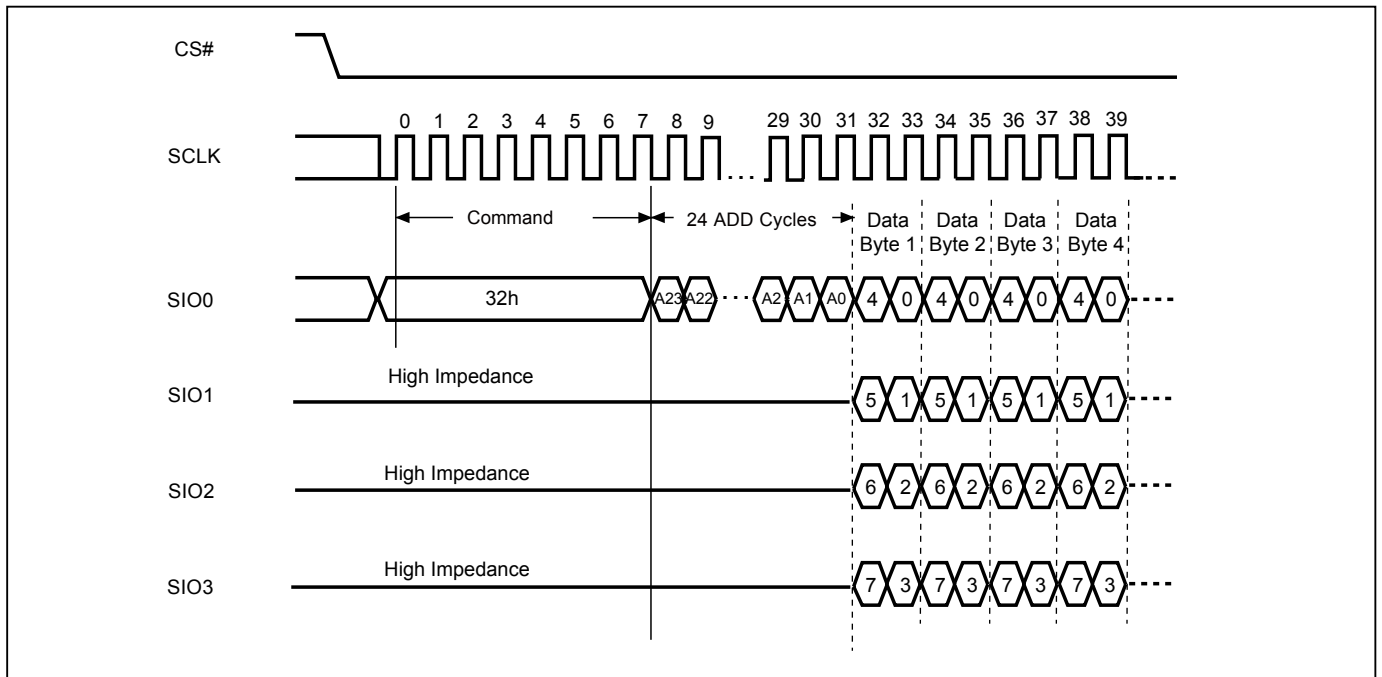 CS#
0 1 2 3 4 5 6 7 8 9 29 30 31 32 33 34 35 36 37 38 39
SCLK
Command 24 ADD Cycles Data Byte 1 Data Byte 2 Data Byte 3 Data Byte 4
SIO0 32h A23 A22 A2 A1 A0 4 0 4 0 4 0 4 0
High Impedance
SIO1 5 1 5 1 5 1 5 1
High Impedance
SIO2 6 2 6 2 6 2 6 2
High Impedance
SIO3 7 3 7 3 7 3 7 3